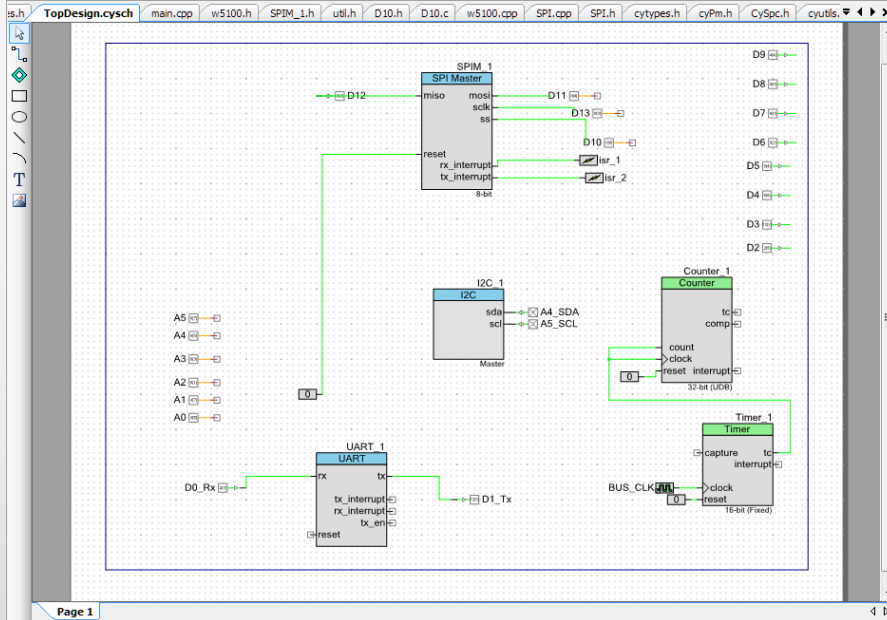 es.h TopDesign.cysch main.cpp w5100.h SPIM_1.h util.h D10.h D10.c w5100.cpp SPI.cpp SPI.h cytypes.h cyPm.h CySpc.h cyutils.
T
SPIM_1
SPI Master
miso
mosi
sclk
ss
reset
rx_interrupt
tx_interrupt
8-bit
D12
D11
D13
D10
isr_1
isr_2
D9
D8
D7
D6
D5
D4
D3
D2
I2C_1
I2C
sda
scl
Master
A4_SDA
A5_SCL
Counter_1
Counter
tc
comp
count
clock
reset interrupt
32-bit (UDB)
0
A5
A4
A3
A2
A1
A0
0
Timer_1
Timer
capture tc
interrupt
clock
reset
16-bit (Fixed)
BUS_CLK
0
UART_1
UART
rx tx
tx_interrupt
rx_interrupt
tx_en
reset
D0_Rx
D1_Tx
Page 1